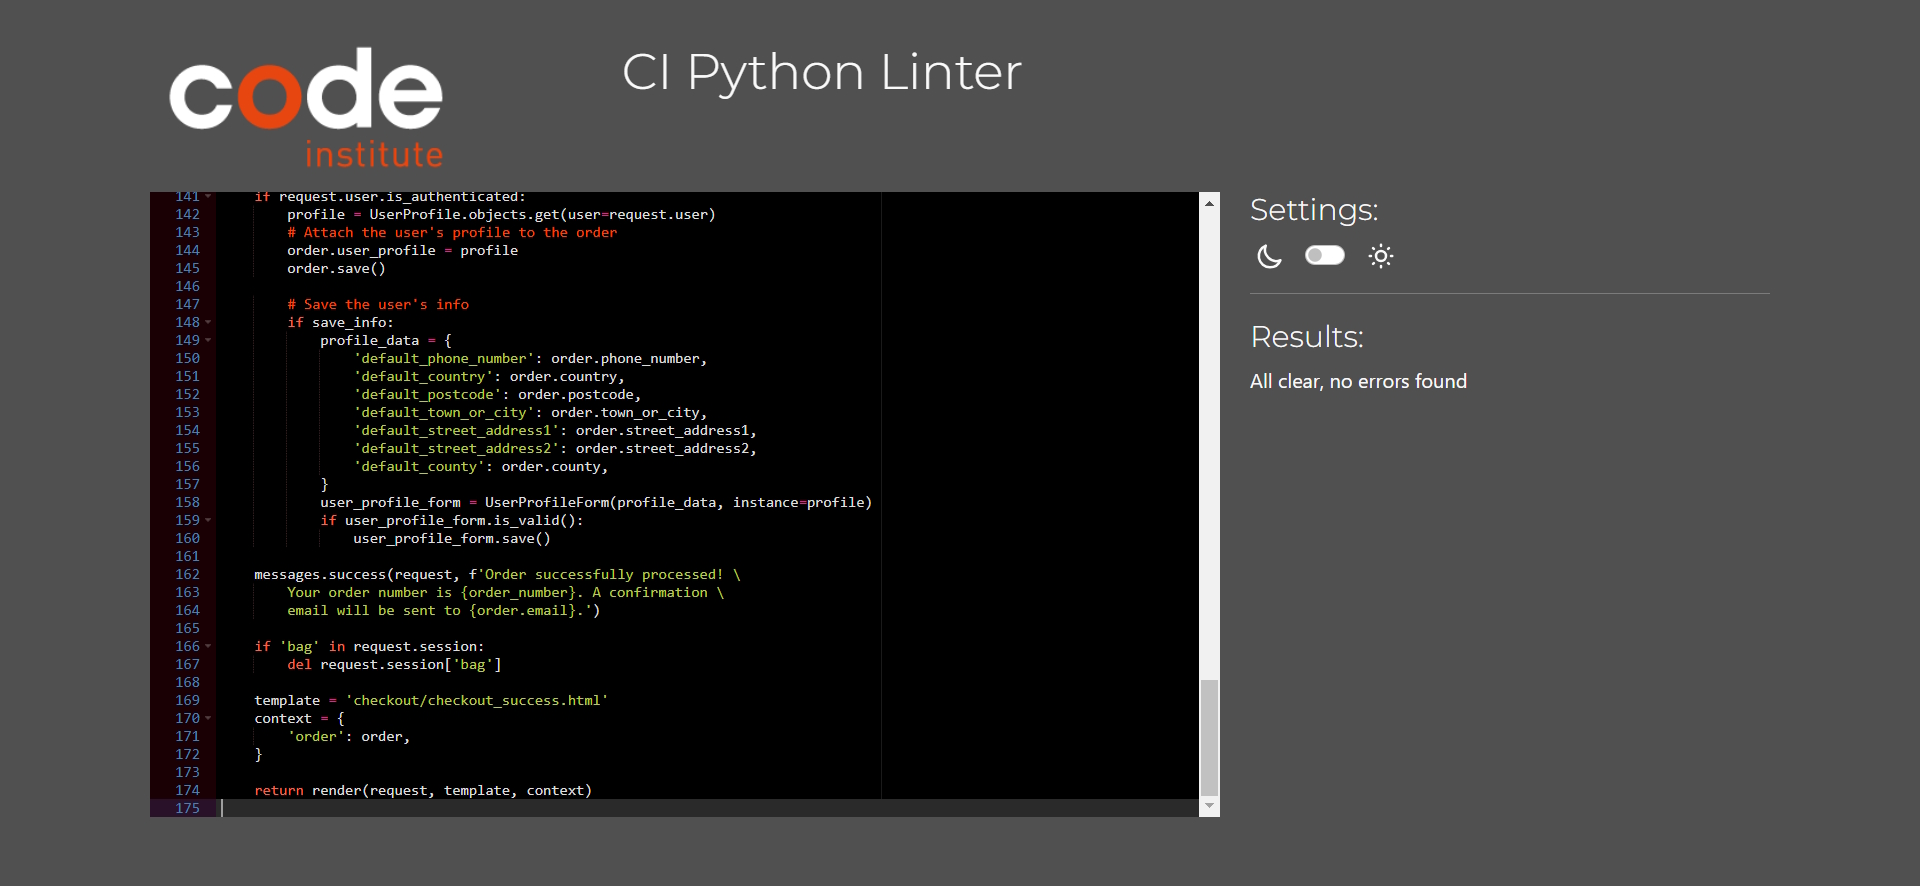 code
institute
CI Python Linter
141 if request.user.is_authenticated:
142 profile = UserProfile.objects.get(user=request.user)
143 # Attach the user's profile to the order
144 order.user_profile = profile
145 order.save()
146
147 # Save the user's info
148 if save_info:
149 profile_data = {
150 'default_phone_number': order.phone_number,
151 'default_country': order.country,
152 'default_postcode': order.postcode,
153 'default_town_or_city': order.town_or_city,
154 'default_street_address1': order.street_address1,
155 'default_street_address2': order.street_address2,
156 'default_county': order.county,
157 }
158 user_profile_form = UserProfileForm(profile_data, instance=profile)
159 if user_profile_form.is_valid():
160 user_profile_form.save()
161
162 messages.success(request, f'Order successfully processed! \
163 Your order number is {order_number}. A confirmation \
164 email will be sent to {order.email}.')
165
166 if 'bag' in request.session:
167 del request.session['bag']
168
169 template = 'checkout/checkout_success.html'
170 context = {
171 'order': order,
172 }
173
174 return render(request, template, context)
175
Settings:
Results:
All clear, no errors found